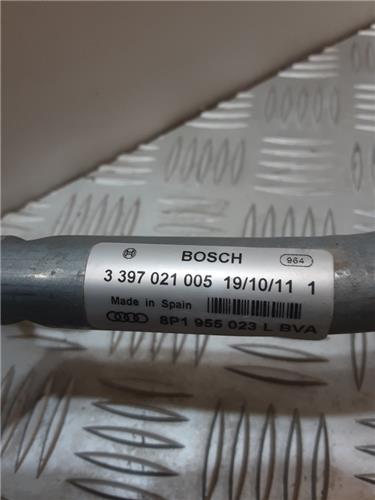 BOSCH 964
3 397 021 005 19/10/11 1
Made in Spain
8P1 955 023 L BVA